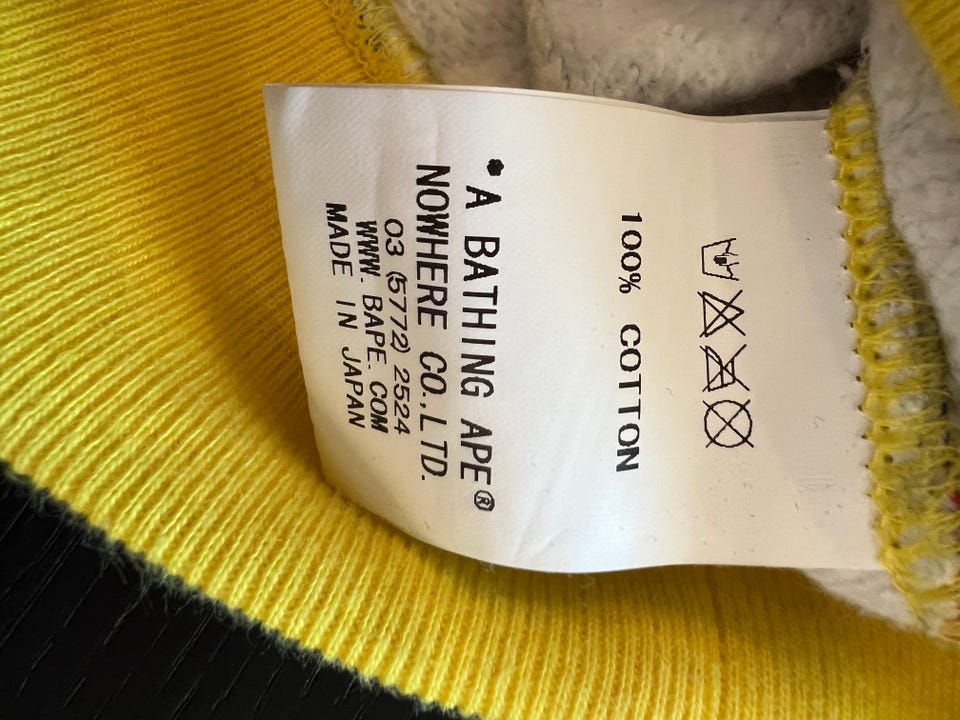 100% COTTON
A BATHING APE®
NOWHERE CO.,LTD.
03 (5772) 2524
WWW. BAPE. COM
MADE IN JAPAN